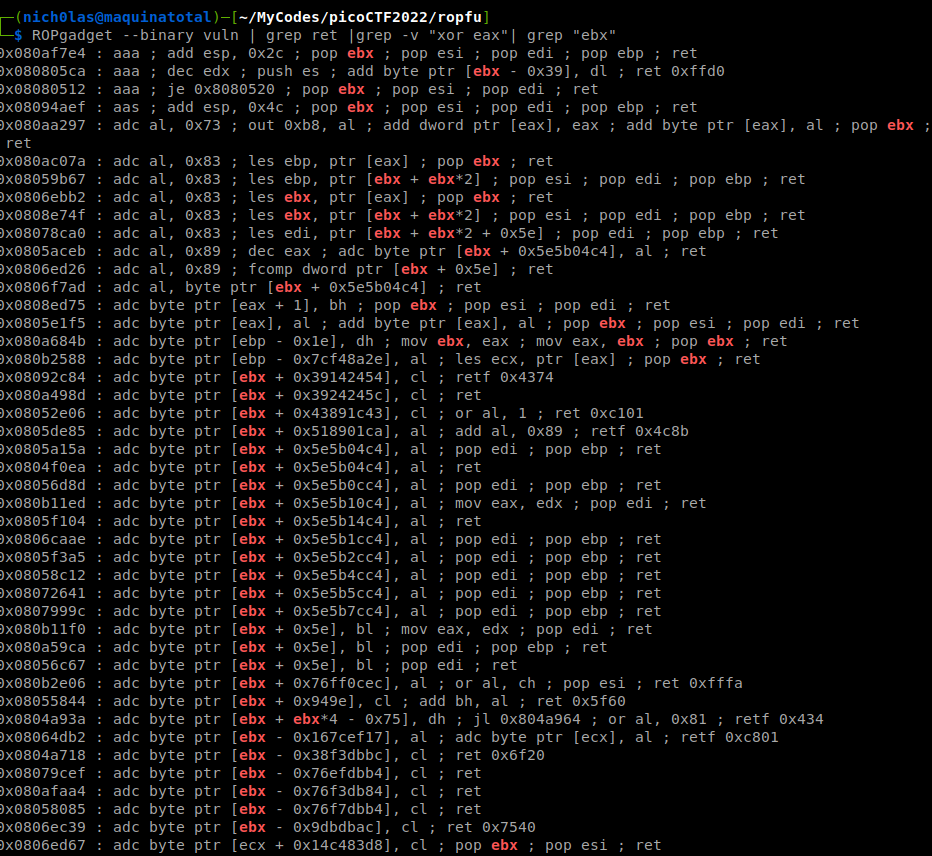 ┌─(nich0las@maquinatotal)-[~/MyCodes/picoCTF2022/ropfu]
└─$ ROPgadget --binary vuln | grep ret |grep -v "xor eax"| grep "ebx"
0x080af7e4 : aaa ; add esp, 0x2c ; pop ebx ; pop esi ; pop edi ; pop ebp ; ret
0x080805ca : aaa ; dec edx ; push es ; add byte ptr [ebx - 0x39], dl ; ret 0xffd0
0x08080512 : aaa ; je 0x8080520 ; pop ebx ; pop esi ; pop edi ; ret
0x08094aef : aas ; add esp, 0x4c ; pop ebx ; pop esi ; pop edi ; pop ebp ; ret
0x080aa297 : adc al, 0x73 ; out 0xb8, al ; add dword ptr [eax], eax ; add byte ptr [eax], al ; pop ebx ;
ret
0x080ac07a : adc al, 0x83 ; les ebp, ptr [eax] ; pop ebx ; ret
0x08059b67 : adc al, 0x83 ; les ebp, ptr [ebx + ebx*2] ; pop esi ; pop edi ; pop ebp ; ret
0x0806ebb2 : adc al, 0x83 ; les ebx, ptr [eax] ; pop ebx ; ret
0x0808e74f : adc al, 0x83 ; les ebx, ptr [ebx + ebx*2] ; pop esi ; pop edi ; pop ebp ; ret
0x08078ca0 : adc al, 0x83 ; les edi, ptr [ebx + ebx*2 + 0x5e] ; pop edi ; pop ebp ; ret
0x0805aceb : adc al, 0x89 ; dec eax ; adc byte ptr [ebx + 0x5e5b04c4], al ; ret
0x0806ed26 : adc al, 0x89 ; fcomp dword ptr [ebx + 0x5e] ; ret
0x0806f7ad : adc al, byte ptr [ebx + 0x5e5b04c4] ; ret
0x0808ed75 : adc byte ptr [eax + 1], bh ; pop ebx ; pop esi ; pop edi ; ret
0x0805e1f5 : adc byte ptr [eax], al ; add byte ptr [eax], al ; pop ebx ; pop esi ; pop edi ; ret
0x080a684b : adc byte ptr [ebp - 0x1e], dh ; mov ebx, eax ; mov eax, ebx ; pop ebx ; ret
0x080b2588 : adc byte ptr [ebp - 0x7cf48a2e], al ; les ecx, ptr [eax] ; pop ebx ; ret
0x08092c84 : adc byte ptr [ebx + 0x39142454], cl ; retf 0x4374
0x080a498d : adc byte ptr [ebx + 0x3924245c], cl ; ret
0x08052e06 : adc byte ptr [ebx + 0x43891c43], cl ; or al, 1 ; ret 0xc101
0x0805de85 : adc byte ptr [ebx + 0x518901ca], al ; add al, 0x89 ; retf 0x4c8b
0x0805a15a : adc byte ptr [ebx + 0x5e5b04c4], al ; pop edi ; pop ebp ; ret
0x0804f0ea : adc byte ptr [ebx + 0x5e5b04c4], al ; ret
0x08056d8d : adc byte ptr [ebx + 0x5e5b0cc4], al ; pop edi ; pop ebp ; ret
0x080b11ed : adc byte ptr [ebx + 0x5e5b10c4], al ; mov eax, edx ; pop edi ; ret
0x0805f104 : adc byte ptr [ebx + 0x5e5b14c4], al ; ret
0x0806caae : adc byte ptr [ebx + 0x5e5b1cc4], al ; pop edi ; pop ebp ; ret
0x0805f3a5 : adc byte ptr [ebx + 0x5e5b2cc4], al ; pop edi ; pop ebp ; ret
0x08058c12 : adc byte ptr [ebx + 0x5e5b4cc4], al ; pop edi ; pop ebp ; ret
0x08072641 : adc byte ptr [ebx + 0x5e5b5cc4], al ; pop edi ; pop ebp ; ret
0x0807999c : adc byte ptr [ebx + 0x5e5b7cc4], al ; pop edi ; pop ebp ; ret
0x080b11f0 : adc byte ptr [ebx + 0x5e], bl ; mov eax, edx ; pop edi ; ret
0x080a59ca : adc byte ptr [ebx + 0x5e], bl ; pop edi ; pop ebp ; ret
0x08056c67 : adc byte ptr [ebx + 0x5e], bl ; pop edi ; ret
0x080b2e06 : adc byte ptr [ebx + 0x76ff0cec], al ; or al, ch ; pop esi ; ret 0xfffa
0x08055844 : adc byte ptr [ebx + 0x949e], cl ; add bh, al ; ret 0x5f60
0x0804a93a : adc byte ptr [ebx + ebx*4 - 0x75], dh ; jl 0x804a964 ; or al, 0x81 ; retf 0x434
0x08064db2 : adc byte ptr [ebx - 0x167cef17], al ; adc byte ptr [ecx], al ; retf 0xc801
0x0804a718 : adc byte ptr [ebx - 0x38f3dbbc], cl ; ret 0x6f20
0x08079cef : adc byte ptr [ebx - 0x76efdbb4], cl ; ret
0x080afaa4 : adc byte ptr [ebx - 0x76f3db84], cl ; ret
0x08058085 : adc byte ptr [ebx - 0x76f7dbb4], cl ; ret
0x0806ec39 : adc byte ptr [ebx - 0x9dbdbac], cl ; ret 0x7540
0x0806ed67 : adc byte ptr [ecx + 0x14c483d8], cl ; pop ebx ; pop esi ; ret